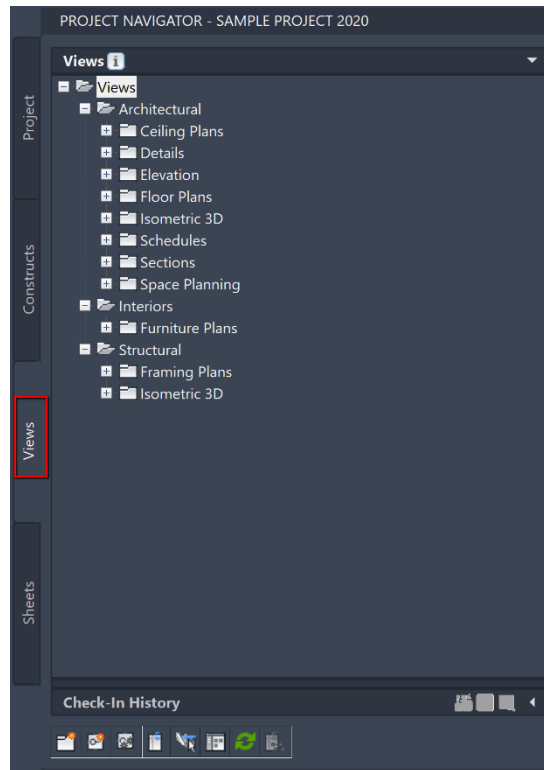 PROJECT NAVIGATOR - SAMPLE PROJECT 2020
Project
Constructs
Views
Sheets
Views
Views
Architectural
Ceiling Plans
Details
Elevation
Floor Plans
Isometric 3D
Schedules
Sections
Space Planning
Interiors
Furniture Plans
Structural
Framing Plans
Isometric 3D
Check-In History